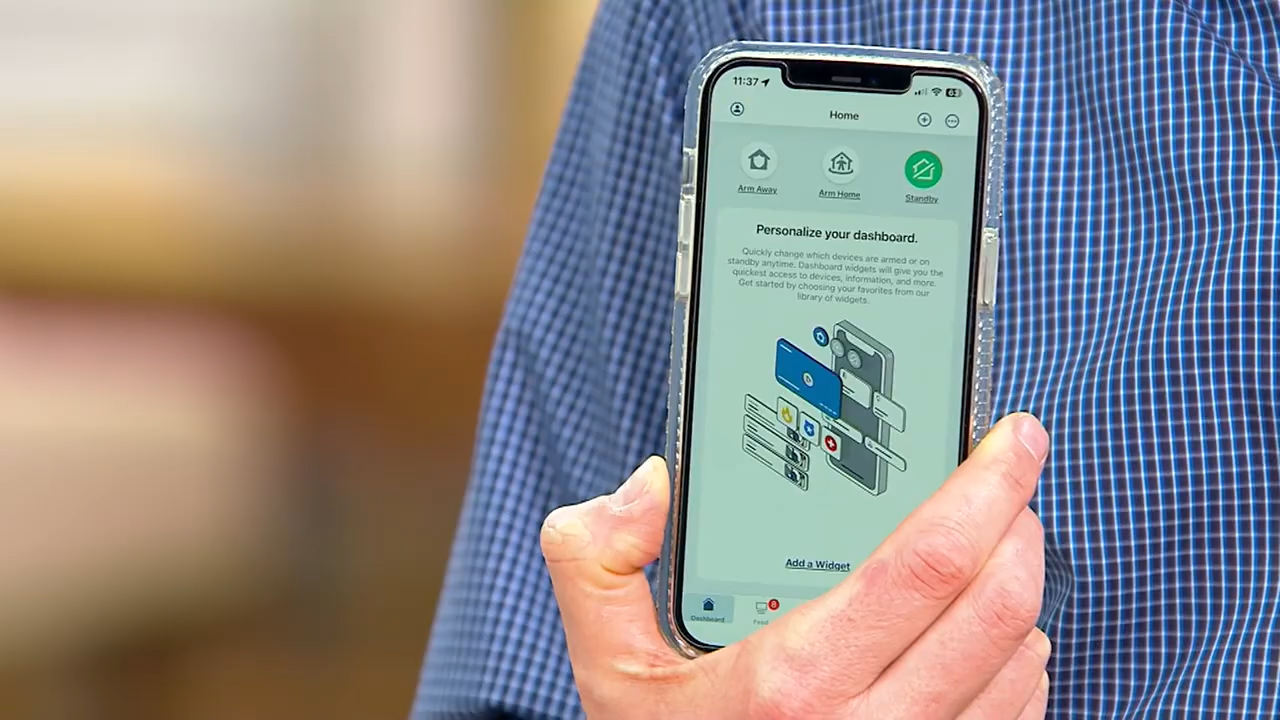 11:37
63
Home
Arm Away
Arm Home
Standby
Personalize your dashboard.
Quickly change which devices are armed or on
standby anytime. Dashboard widgets will give you the
quickest access to devices, information, and more.
Get started by choosing your favorites from our
library of widgets.
Add a Widget
Dashboard
Feed
8